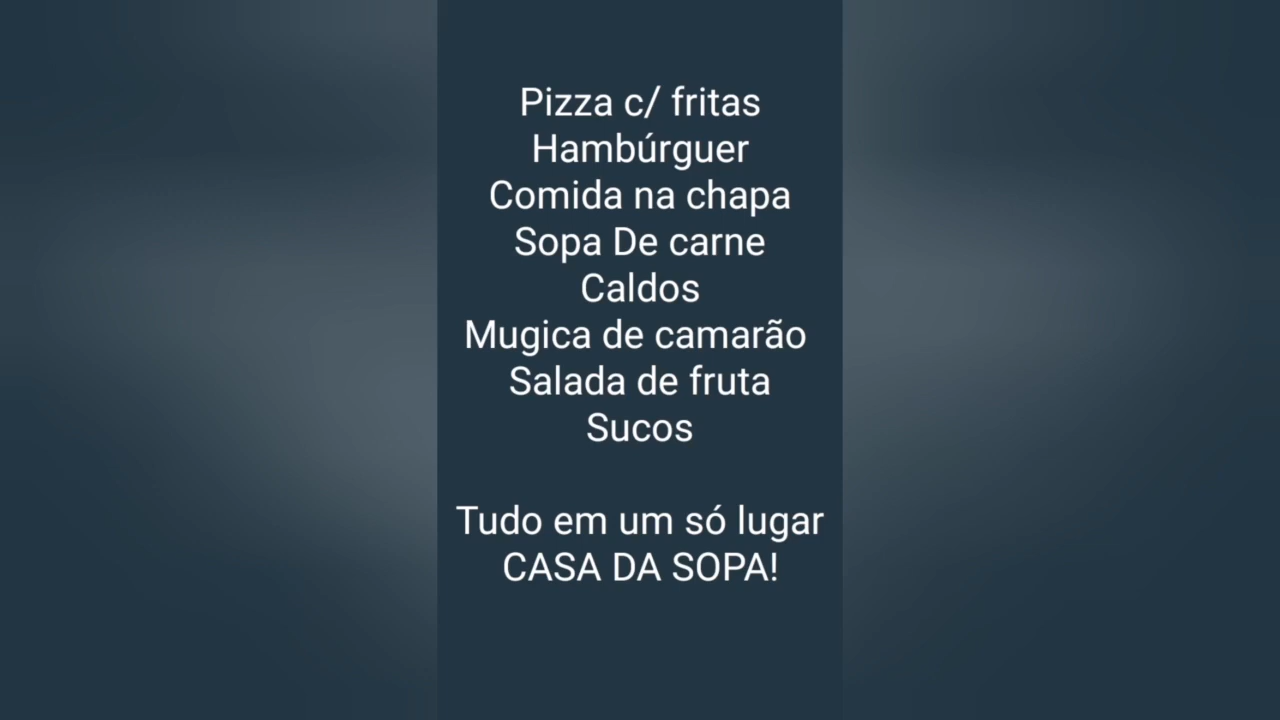 Pizza c/ fritas
Hambúrguer
Comida na chapa
Sopa De carne
Caldos
Mugica de camarão
Salada de fruta
Sucos
Tudo em um só lugar
CASA DA SOPA!